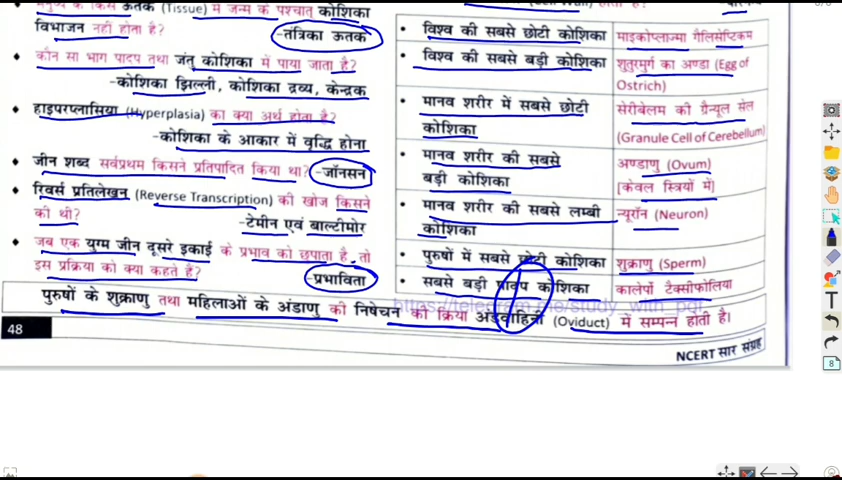 मनुष्य के किस ऊतक (Tissue) में जन्म के पश्चात् कोशिका
विभाजन नहीं होता है?
-तंत्रिका ऊतक
कौन सा भाग पादप तथा जंतु कोशिका में पाया जाता है?
-कोशिका झिल्ली, कोशिका द्रव्य, केन्द्रक
हाइपरप्लासिया (Hyperplasia) का क्या अर्थ होता है?
-कोशिका के आकार में वृद्धि होना
जीन शब्द सर्वप्रथम किसने प्रतिपादित किया था? -जॉनसन
रिवर्स प्रतिलेखन (Reverse Transcription) की खोज किसने
की थी?
-टेमीन एवं बाल्टीमोर
जब एक युग्म जीन दूसरे इकाई के प्रभाव को छुपाता है, तो
इस प्रक्रिया को क्या कहते है?
-प्रभाविता
विश्व की सबसे छोटी कोशिका माइकोप्लाज्मा गैलिसेप्टिकम
विश्व की सबसे बड़ी कोशिका शुतुरमुर्ग का अण्डा (Egg of
Ostrich)
मानव शरीर में सबसे छोटी सेरीबेलम की ग्रैन्यूल सेल
कोशिका (Granule Cell of Cerebellum)
मानव शरीर की सबसे अण्डाणु (Ovum)
बड़ी कोशिका [केवल स्त्रियों में]
मानव शरीर की सबसे लम्बी न्यूरॉन (Neuron)
कोशिका
पुरुषों में सबसे छोटी कोशिका शुक्राणु (Sperm)
सबसे बड़ी पादप कोशिका कालेर्पा टैक्सीफोलिया
https://telegram.me/study_with_pgr
पुरुषों के शुक्राणु तथा महिलाओं के अंडाणु की निषेचन की क्रिया अंडवाहिनी (Oviduct) में सम्पन्न होती है।
48
NCERT सार संग्रह
T
8